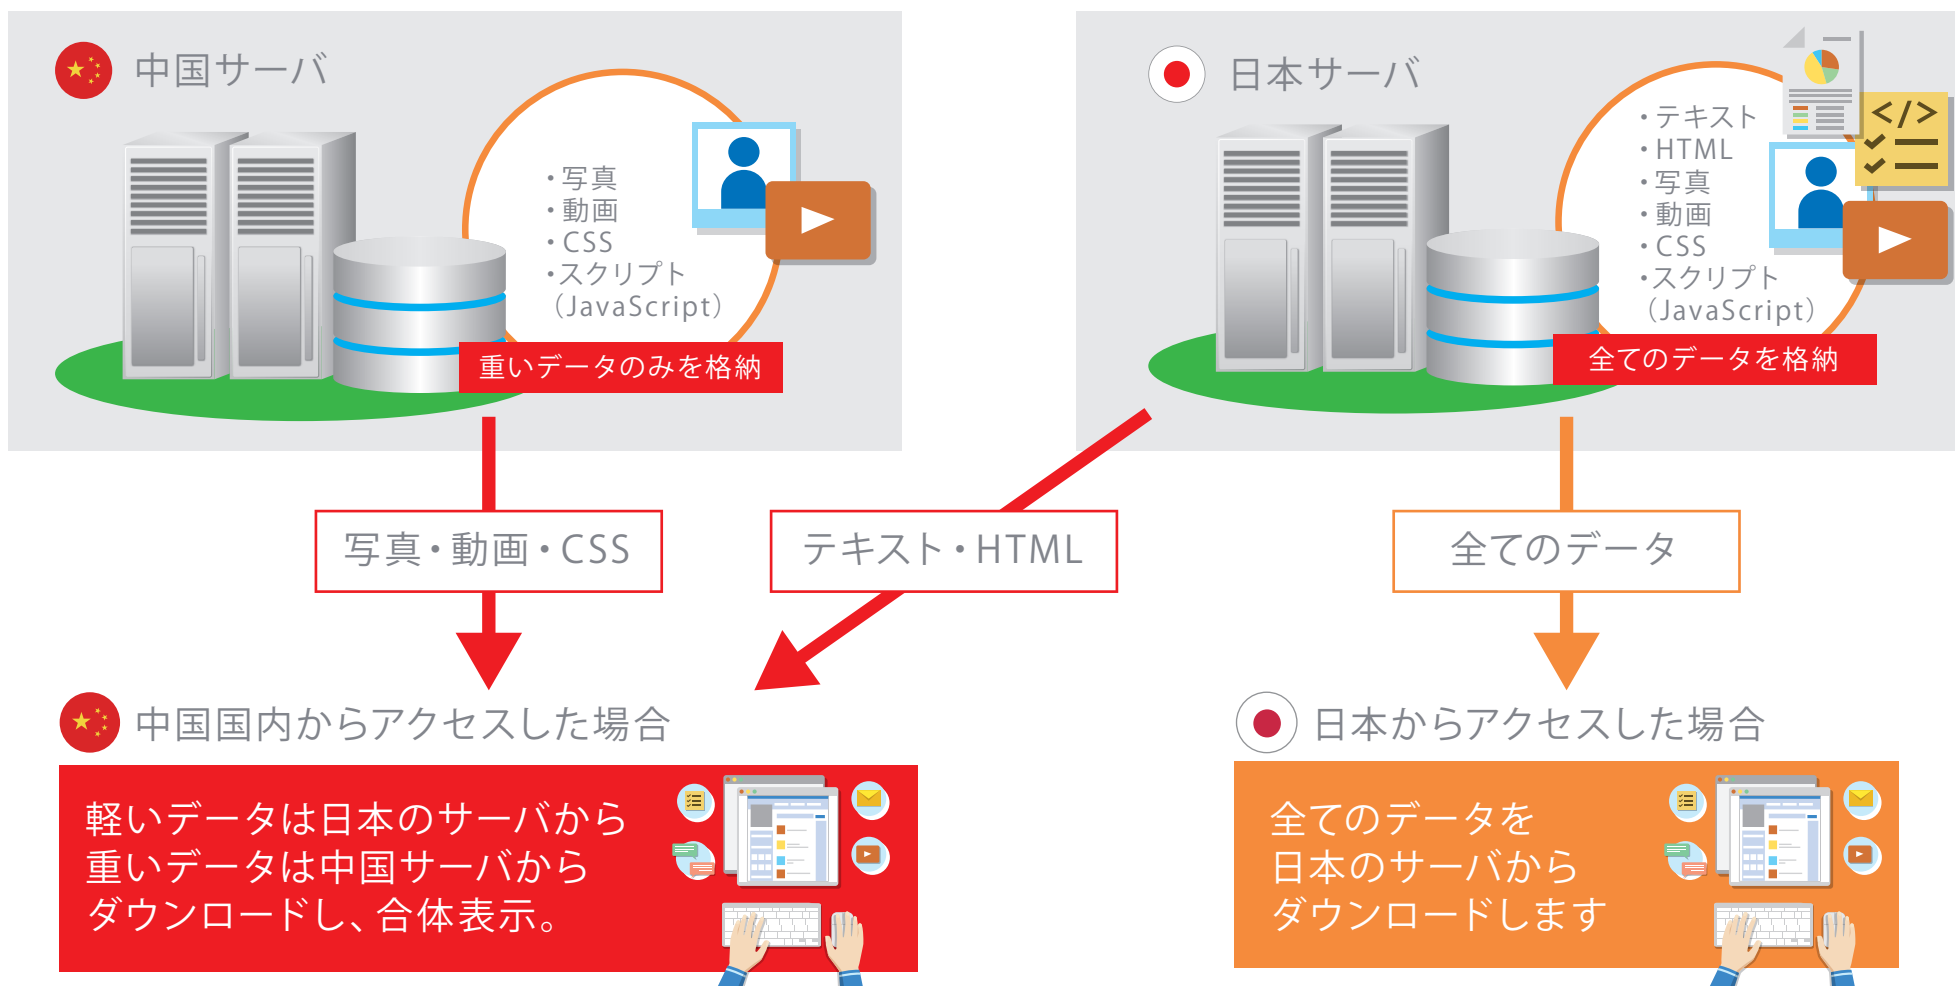 中国サーバ
・写真
・動画
・CSS
・スクリプト
（JavaScript）
重いデータのみを格納
日本サーバ
・テキスト
・HTML
・写真
・動画
・CSS
・スクリプト
（JavaScript）
</>
全てのデータを格納
写真・動画・CSS
テキスト・HTML
全てのデータ
中国国内からアクセスした場合
軽いデータは日本のサーバから
重いデータは中国サーバから
ダウンロードし、合体表示。
日本からアクセスした場合
全てのデータを
日本のサーバから
ダウンロードします